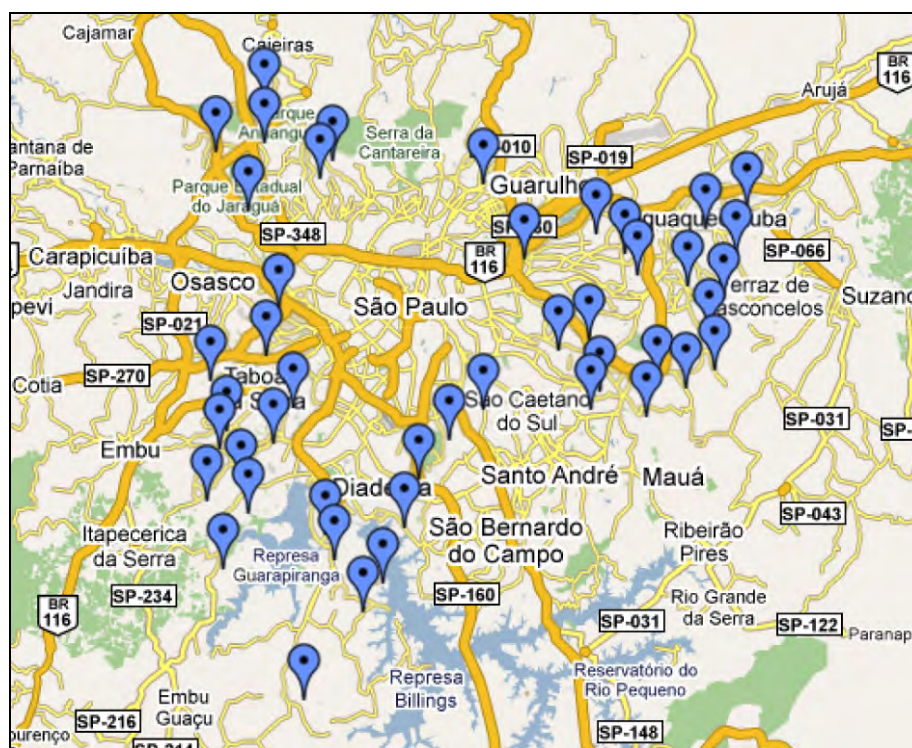 Cajamar
Caieiras
BR
116
Arujá
Serra da
Cantareira
SP-019
Parnaíba
Parque Estadual
do Jaraguá
SP-348
BR
116
SP-066
Carapicuíba
Jandira
Osasco
São Paulo
Suzano
SP-021
SP-270
Cotia
São Caetano
do Sul
SP-031
Embu
Santo André
Mauá
SP-043
Itapecerica
da Serra
Represa
Guarapiranga
São Bernardo
do Campo
Ribeirão
Pires
SP-234
SP-160
BR
116
Rio Grande
da Serra
SP-031
SP-122
Paranap
Represa
Billings
Reservatório do
Rio Pequeno
Embu
Guaçu
SP-216
SP-148